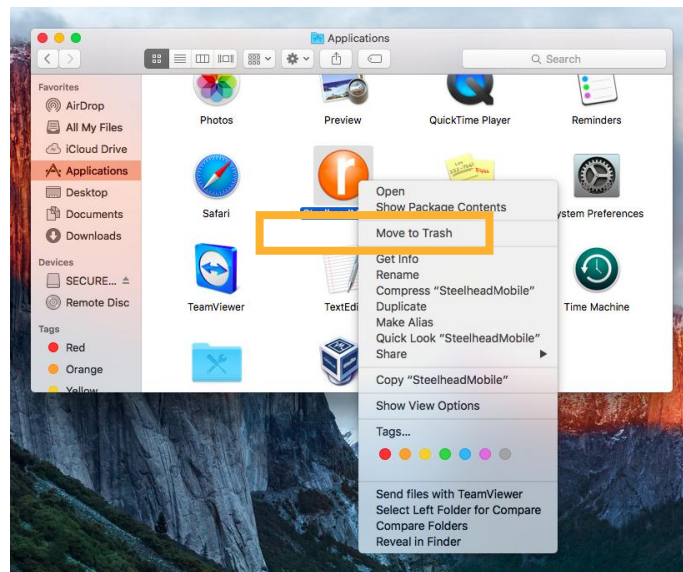 Applications
Search
Favorites
AirDrop
All My Files
iCloud Drive
Applications
Desktop
Documents
Downloads
Devices
SECURE...
Remote Disc
Tags
Red
Orange
Yellow
Photos
Preview
QuickTime Player
Reminders
Safari
System Preferences
TeamViewer
TextEdi
Time Machine
Open
Show Package Contents
Move to Trash
Get Info
Rename
Compress “SteelheadMobile”
Duplicate
Make Alias
Quick Look “SteelheadMobile”
Share
Copy “SteelheadMobile”
Show View Options
Tags...
Send files with TeamViewer
Select Left Folder for Compare
Compare Folders
Reveal in Finder